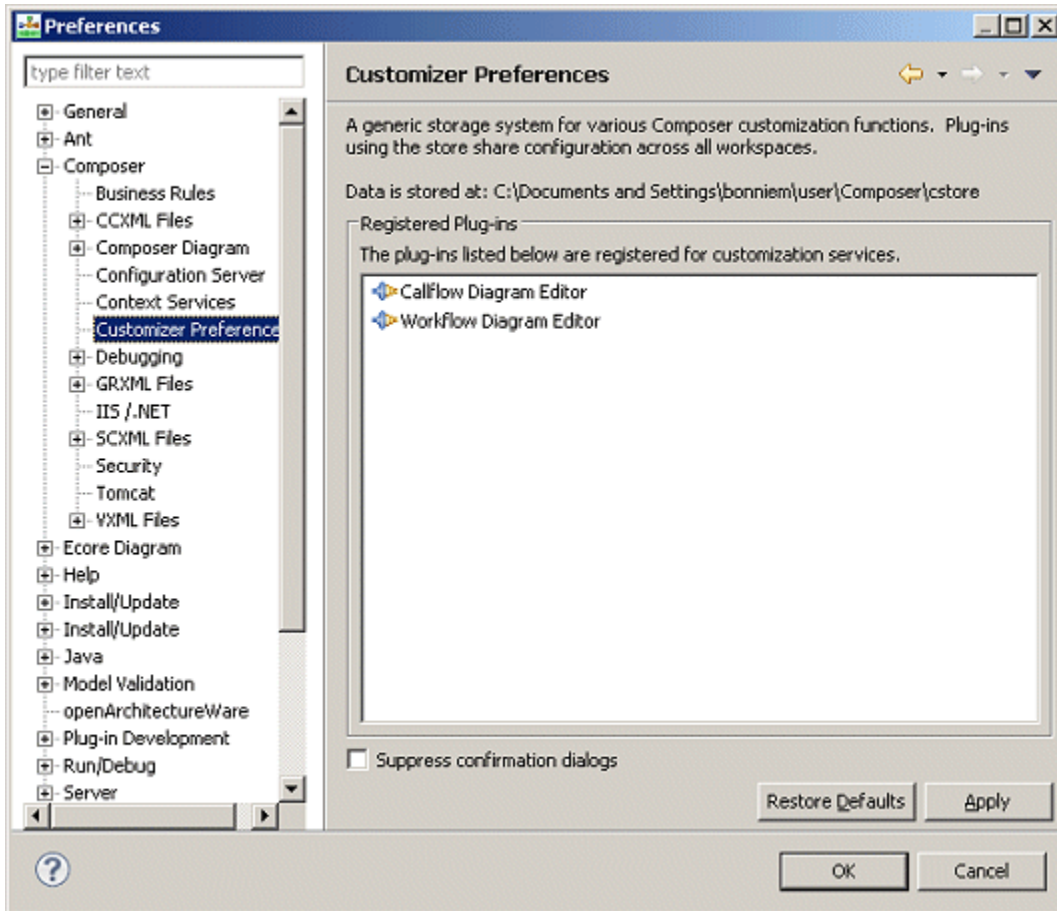 Preferences
type filter text
General
Ant
Composer
Business Rules
CCXML Files
Composer Diagram
Configuration Server
Context Services
Customizer Preference
Debugging
GRXML Files
IIS /.NET
SCXML Files
Security
Tomcat
VXML Files
Ecore Diagram
Help
Install/Update
Install/Update
Java
Model Validation
openArchitectureWare
Plug-in Development
Run/Debug
Server
Customizer Preferences
A generic storage system for various Composer customization functions. Plug-ins
using the store share configuration across all workspaces.
Data is stored at: C:\Documents and Settings\bonniem\user\Composer\cstore
Registered Plug-ins
The plug-ins listed below are registered for customization services.
Callflow Diagram Editor
Workflow Diagram Editor
Suppress confirmation dialogs
Restore Defaults
Apply
OK
Cancel